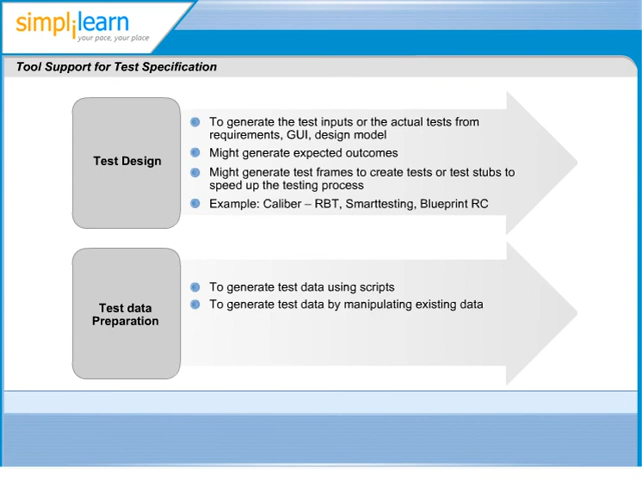 simplilearn
your pace, your place
Tool Support for Test Specification
Test Design
To generate the test inputs or the actual tests from
requirements, GUI, design model
Might generate expected outcomes
Might generate test frames to create tests or test stubs to
speed up the testing process
Example: Caliber – RBT, Smarttesting, Blueprint RC
Test data
Preparation
To generate test data using scripts
To generate test data by manipulating existing data